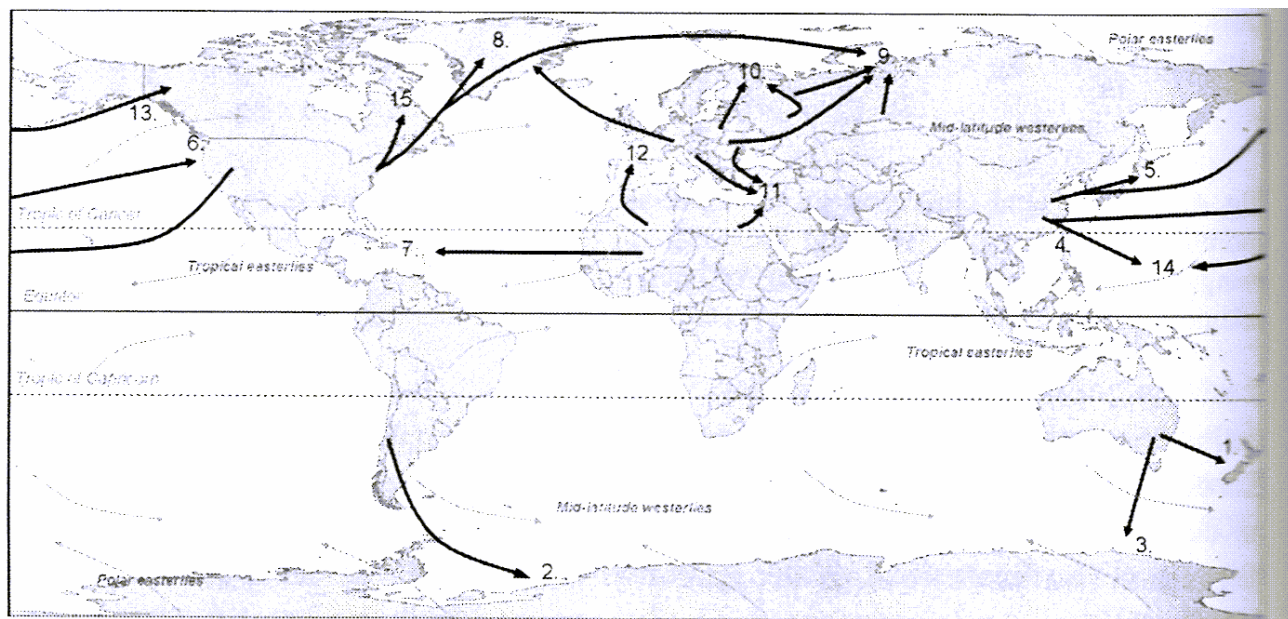 8.
Polar easterlies
9
10.
15.
13.
Mid-latitude westerlies
6.
12
5.
11
Tropic of Cancer
7.
4.
14.
Tropical easterlies
Equator
Tropical easterlies
Tropic of Capricorn
1.
Mid-latitude westerlies
3.
2.
Polar easterlies